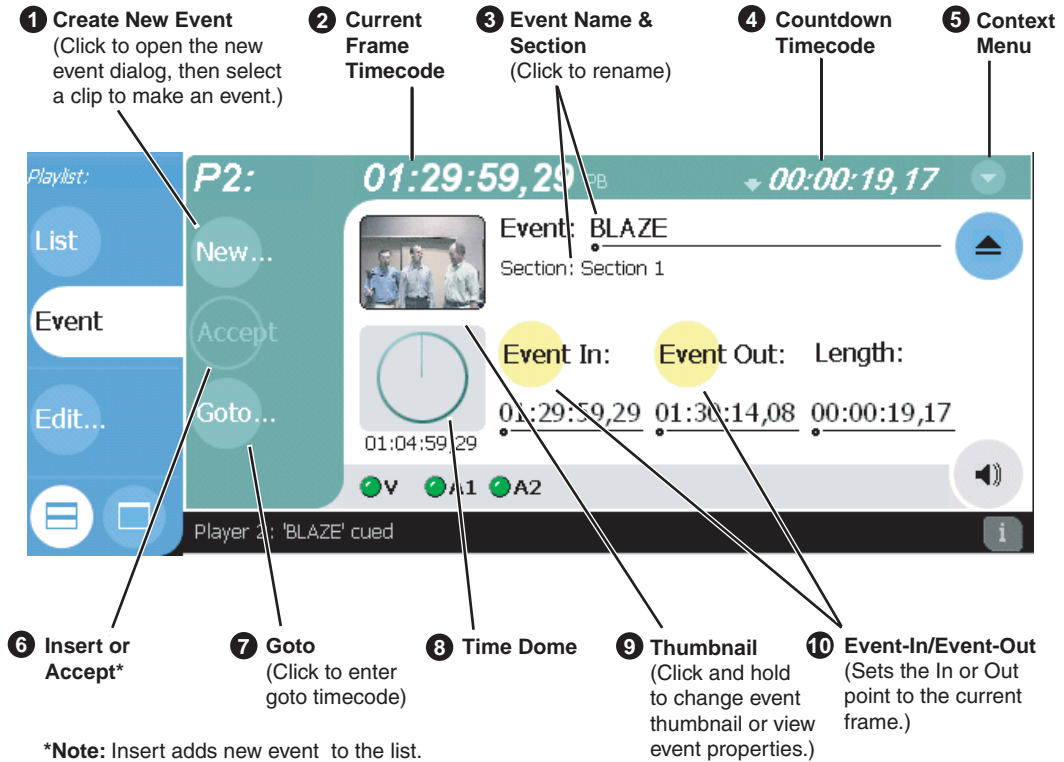 1 Create New Event
(Click to open the new
event dialog, then select
a clip to make an event.)
2 Current
Frame
Timecode
3 Event Name &
Section
(Click to rename)
4 Countdown
Timecode
5 Context
Menu
Playlist:
List
Event
Edit...
P2:
01:29:59,29 PB
00:00:19,17
New...
Accept
Goto...
Event: BLAZE
Section: Section 1
Event In:
Event Out:
Length:
01:29:59,29
01:30:14,08
00:00:19,17
01:04:59,29
V A1 A2
Player 2: 'BLAZE' cued
i
6 Insert or
Accept*
7 Goto
(Click to enter
goto timecode)
8 Time Dome
9 Thumbnail
(Click and hold
to change event
thumbnail or view
event properties.)
10 Event-In/Event-Out
(Sets the In or Out
point to the current
frame.)
*Note: Insert adds new event to the list.